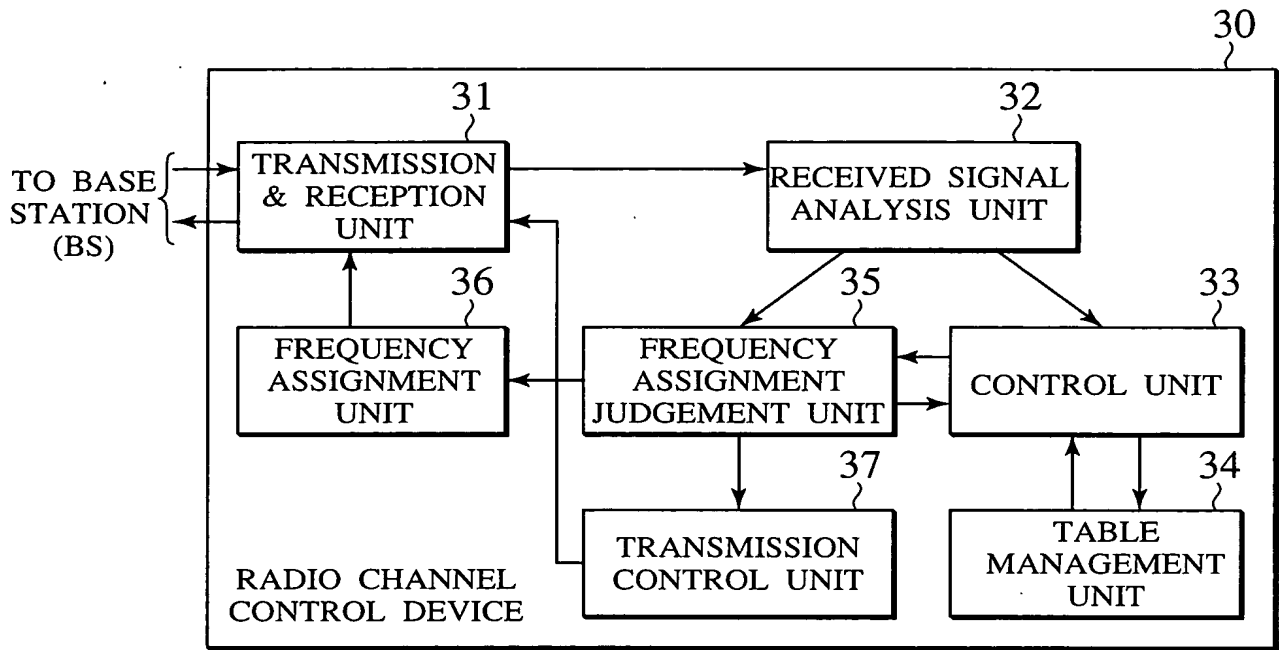 30
31
32
TO BASE
STATION
(BS)
TRANSMISSION
& RECEPTION
UNIT
RECEIVED SIGNAL
ANALYSIS UNIT
36
35
33
FREQUENCY
ASSIGNMENT
UNIT
FREQUENCY
ASSIGNMENT
JUDGEMENT UNIT
CONTROL UNIT
37
34
TRANSMISSION
CONTROL UNIT
TABLE
MANAGEMENT
UNIT
RADIO CHANNEL
CONTROL DEVICE